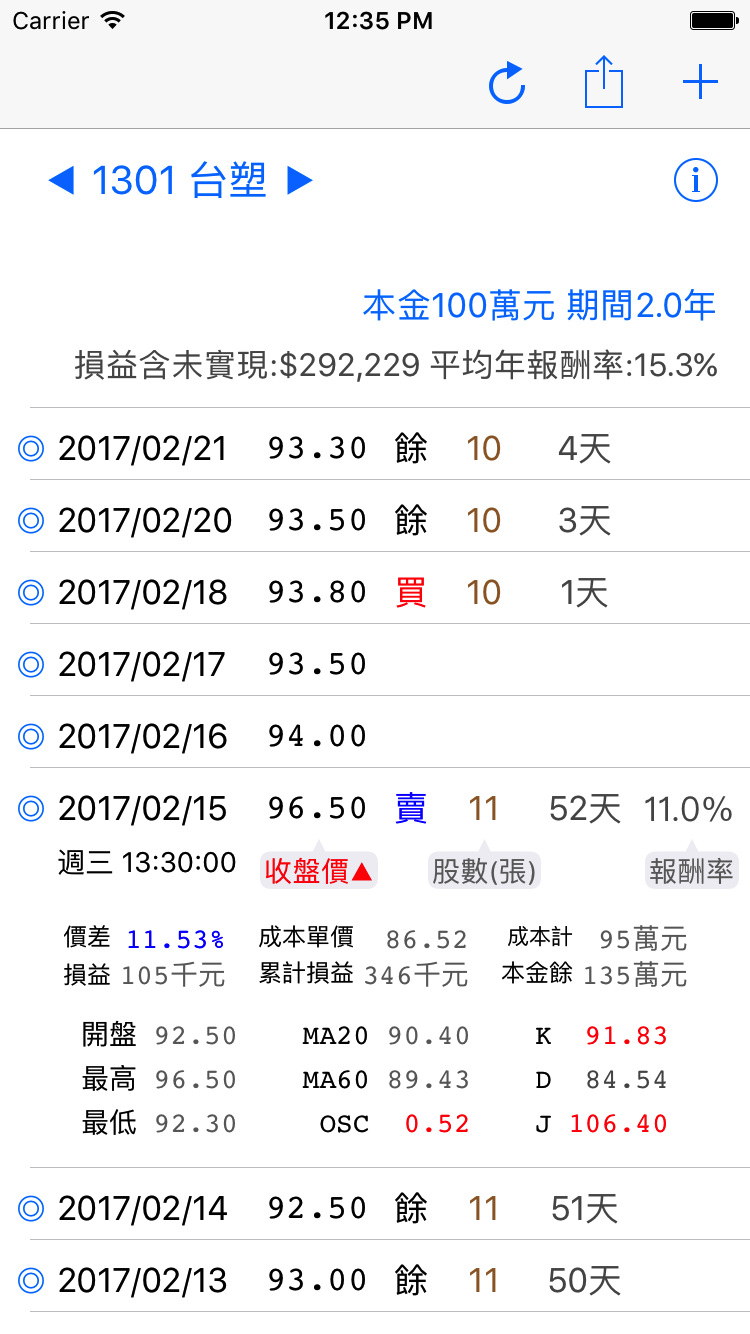 Carrier 12:35 PM
◀ 1301 台塑 ▶
本金100萬元 期間2.0年
損益含未實現:$292,229 平均年報酬率:15.3%
2017/02/21 93.30 餘 10 4天
2017/02/20 93.50 餘 10 3天
2017/02/18 93.80 買 10 1天
2017/02/17 93.50
2017/02/16 94.00
2017/02/15 96.50 賣 11 52天 11.0%
週三 13:30:00 收盤價▲ 股數(張) 報酬率
價差 11.53% 成本單價 86.52 成本計 95萬元
損益 105千元 累計損益 346千元 本金餘 135萬元
開盤 92.50 MA20 90.40 K 91.83
最高 96.50 MA60 89.43 D 84.54
最低 92.30 OSC 0.52 J 106.40
2017/02/14 92.50 餘 11 51天
2017/02/13 93.00 餘 11 50天